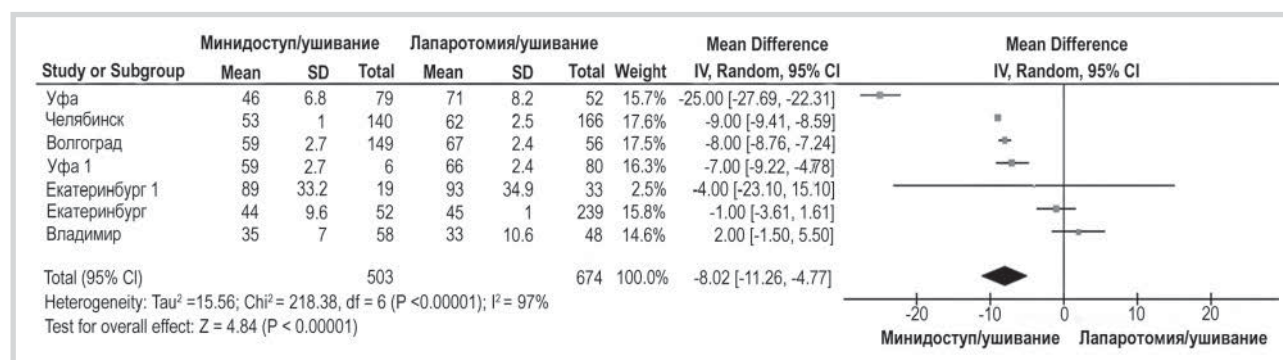 Минидоступ/ушивание Лапаротомия/ушивание Mean Difference Mean Difference
Study or Subgroup Mean SD Total Mean SD Total Weight IV, Random, 95% CI IV, Random, 95% CI
Уфа 46 6.8 79 71 8.2 52 15.7% -25.00 [-27.69, -22.31]
Челябинск 53 1 140 62 2.5 166 17.6% -9.00 [-9.41, -8.59]
Волгоград 59 2.7 149 67 2.4 56 17.5% -8.00 [-8.76, -7.24]
Уфа 1 59 2.7 6 66 2.4 80 16.3% -7.00 [-9.22, -4.78]
Екатеринбург 1 89 33.2 19 93 34.9 33 2.5% -4.00 [-23.10, 15.10]
Екатеринбург 44 9.6 52 45 1 239 15.8% -1.00 [-3.61, 1.61]
Владимир 35 7 58 33 10.6 48 14.6% 2.00 [-1.50, 5.50]
Total (95% CI) 503 674 100.0% -8.02 [-11.26, -4.77]
Heterogeneity: Tau² =15.56; Chi² = 218.38, df = 6 (P <0.00001); I² = 97%
Test for overall effect: Z = 4.84 (P < 0.00001)
-20 -10 0 10 20
Минидоступ/ушивание Лапаротомия/ушивание